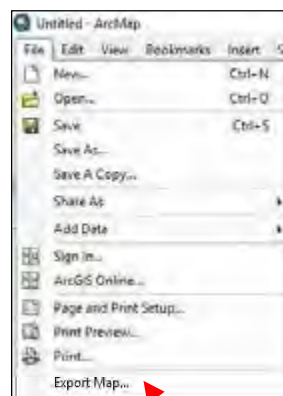 Untitled - ArcMap
File Edit View Bookmarks Insert S
New... Ctrl+N
Open... Ctrl+O
Save Ctrl+S
Save As...
Save A Copy...
Share As
Add Data
Sign In...
ArcGIS Online...
Page and Print Setup...
Print Preview...
Print...
Export Map...